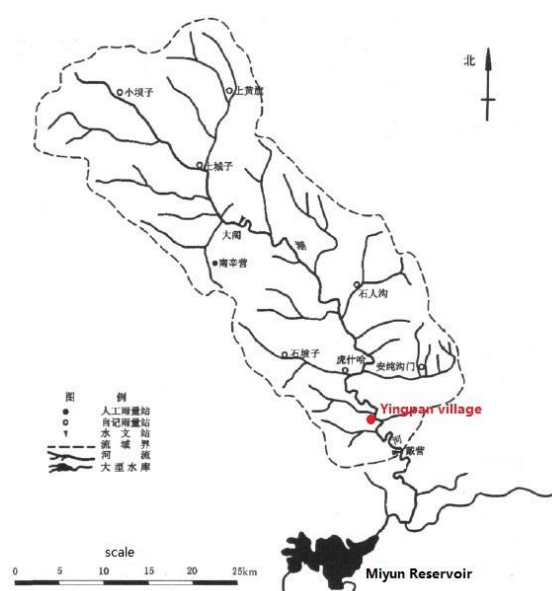 北
小坝子
上黄旗
土城子
大阁
潮
南辛营
石人沟
石坡子
虎什哈
安纯沟门
Yingpan village
河
戴营
图 例
人工雨量站
自记雨量站
水文站
流域界
河流
大型水库
scale
0 5 10 15 20 25km
Miyun Reservoir